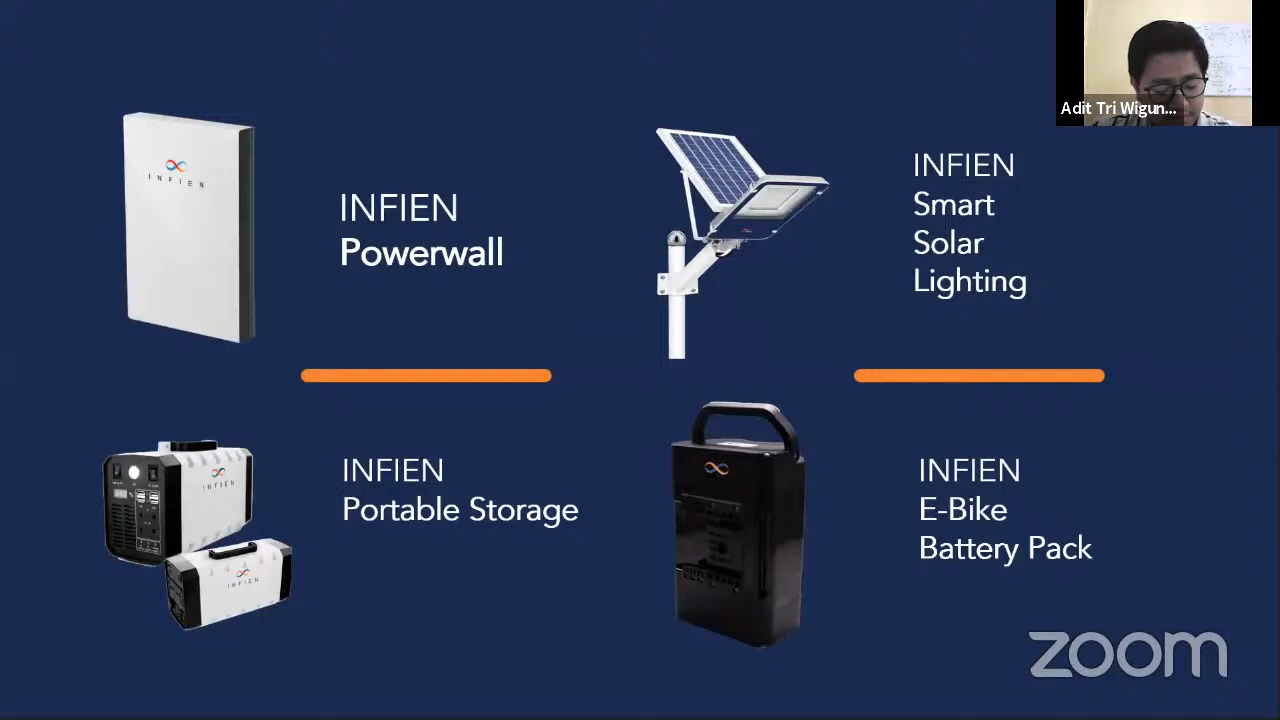 Adit Tri Wigun...
INFIEN
INFIEN
Powerwall
INFIEN
Smart
Solar
Lighting
INFIEN
INFIEN
INFIEN
Portable Storage
INFIEN
E-Bike
Battery Pack
zoom